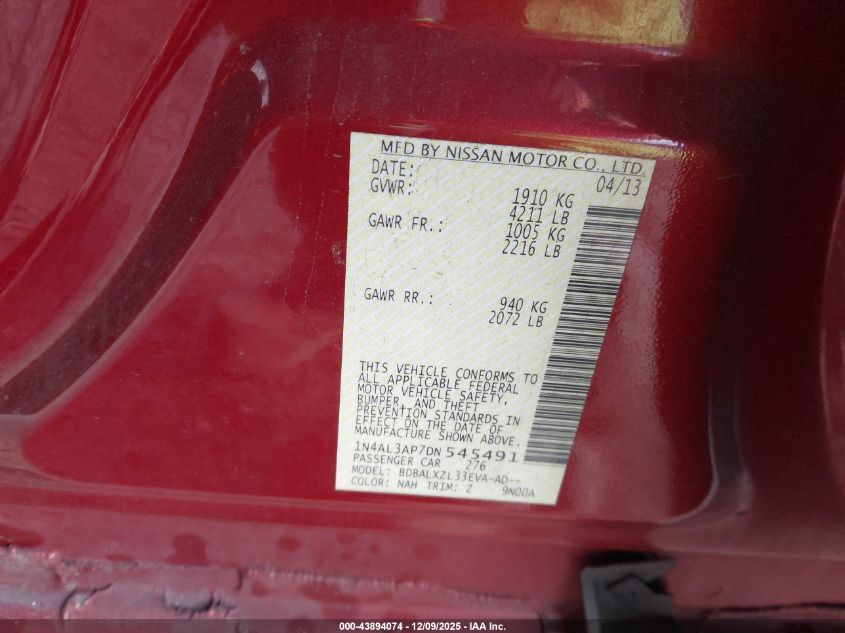 MFD BY NISSAN MOTOR CO., LTD.
DATE: 04/13
GVWR: 1910 KG
4211 LB
GAWR FR.: 1005 KG
2216 LB
GAWR RR.: 940 KG
2072 LB
THIS VEHICLE CONFORMS TO
ALL APPLICABLE FEDERAL
MOTOR VEHICLE SAFETY,
BUMPER, AND THEFT
PREVENTION STANDARDS IN
EFFECT ON THE DATE OF
MANUFACTURE SHOWN ABOVE.
1N4AL3AP7DN 545491
PASSENGER CAR 276
MODEL: BDBALXZL33EVA-AD--
COLOR: NAH TRIM: Z 9N00A
000-43894074 - 12/09/2025 - IAA Inc.